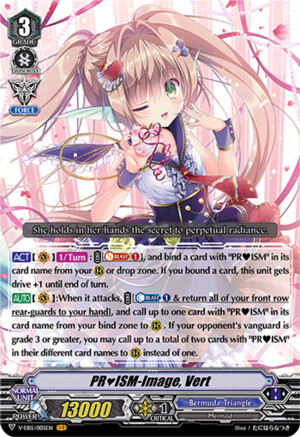 3
GRADE
FORCE
She holds in her hands the secret to perpetual radiance.
ACT 1/Turn : SOUL BLAST 1, and bind a card with "PR♥ISM" in its
card name from your or drop zone. If you bound a card, this unit gets
drive +1 until end of turn.
AUTO :When it attacks, COUNTER BLAST 1 & return all of your front row
rear-guards to your hand, and call up to one card with "PR♥ISM" in its
card name from your bind zone to . If your opponent's vanguard is
grade 3 or greater, you may call up to a total of two cards with "PR♥ISM"
in their different card names to instead of one.
NORMAL UNIT
PR♥ISM-Image, Vert
POWER 13000
1
CRITICAL
Bermuda Triangle
Mermaid
V-EB15/005EN